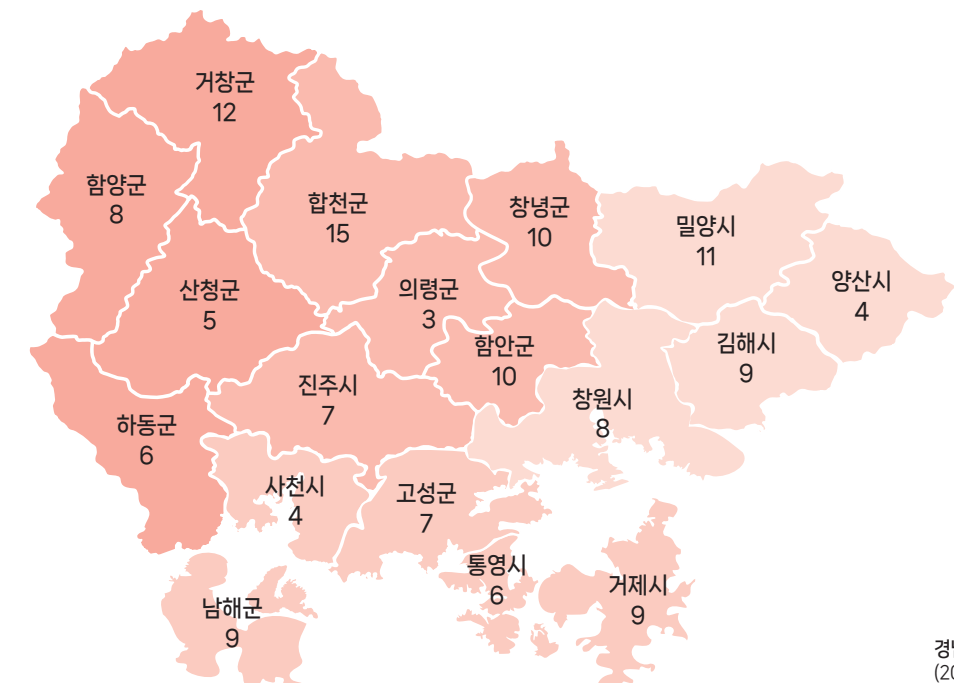 거창군
12
함양군
8
합천군
15
창녕군
10
밀양시
11
양산시
4
산청군
5
의령군
3
함안군
10
김해시
9
진주시
7
창원시
8
하동군
6
사천시
4
고성군
7
통영시
6
거제시
9
남해군
9
(20